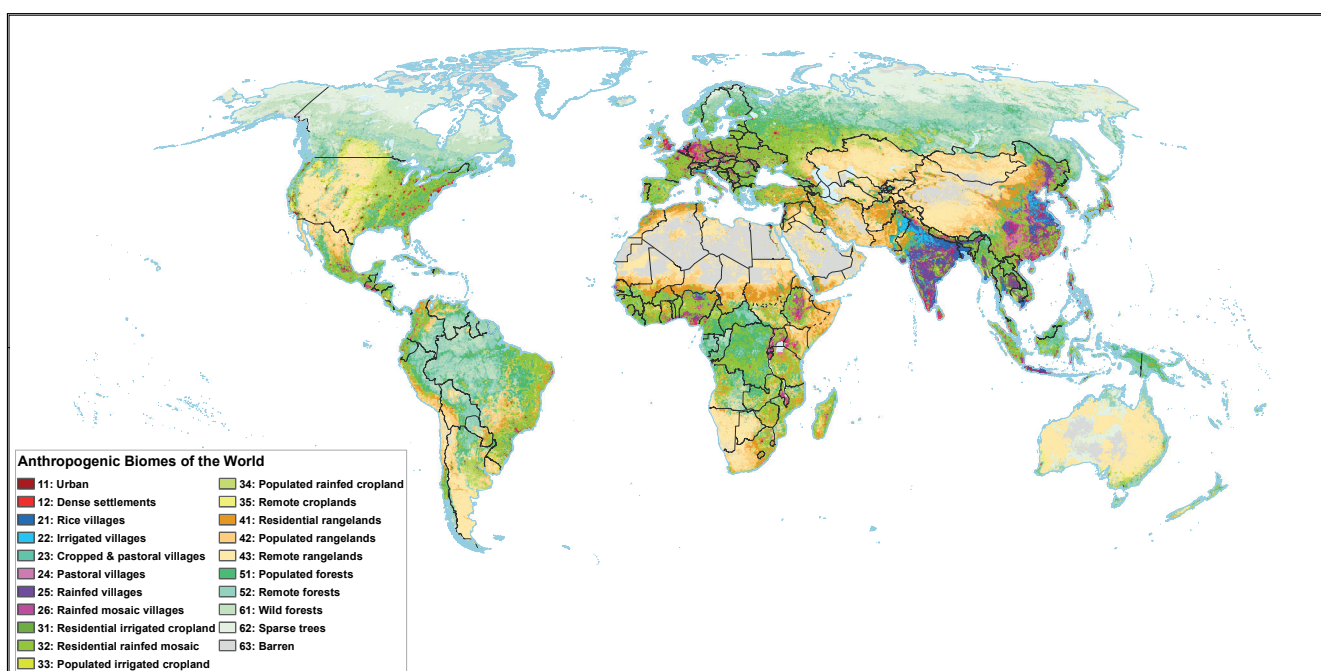 Anthropogenic Biomes of the World
11: Urban
12: Dense settlements
21: Rice villages
22: Irrigated villages
23: Cropped & pastoral villages
24: Pastoral villages
25: Rainfed villages
26: Rainfed mosaic villages
31: Residential irrigated cropland
32: Residential rainfed mosaic
33: Populated irrigated cropland
34: Populated rainfed cropland
35: Remote croplands
41: Residential rangelands
42: Populated rangelands
43: Remote rangelands
51: Populated forests
52: Remote forests
61: Wild forests
62: Sparse trees
63: Barren